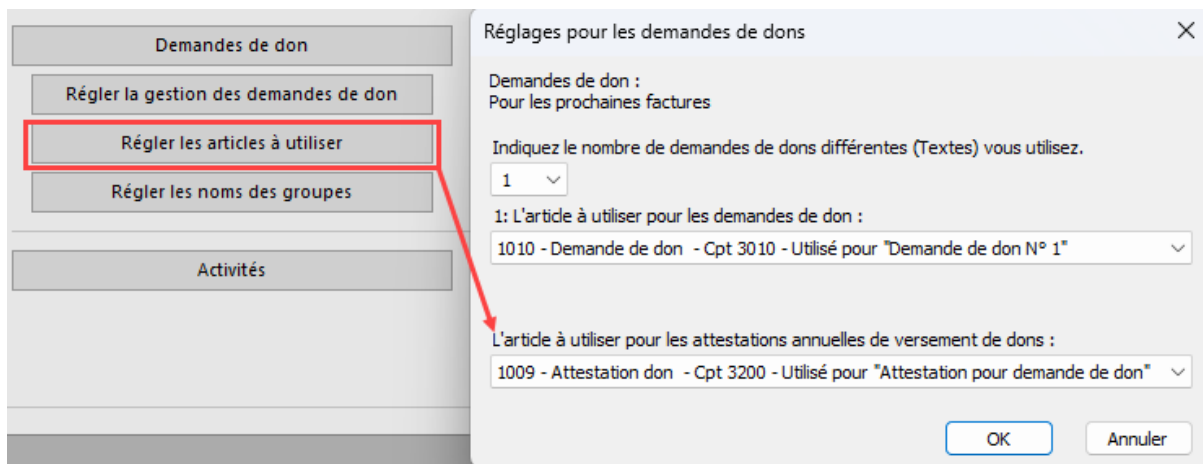 Demandes de don
Régler la gestion des demandes de don
Régler les articles à utiliser
Régler les noms des groupes
Activités
Réglages pour les demandes de dons
Demandes de don :
Pour les prochaines factures
Indiquez le nombre de demandes de dons différentes (Textes) vous utilisez.
1
1: L'article à utiliser pour les demandes de don :
1010 - Demande de don - Cpt 3010 - Utilisé pour "Demande de don N° 1"
L'article à utiliser pour les attestations annuelles de versement de dons :
1009 - Attestation don - Cpt 3200 - Utilisé pour "Attestation pour demande de don"
OK
Annuler